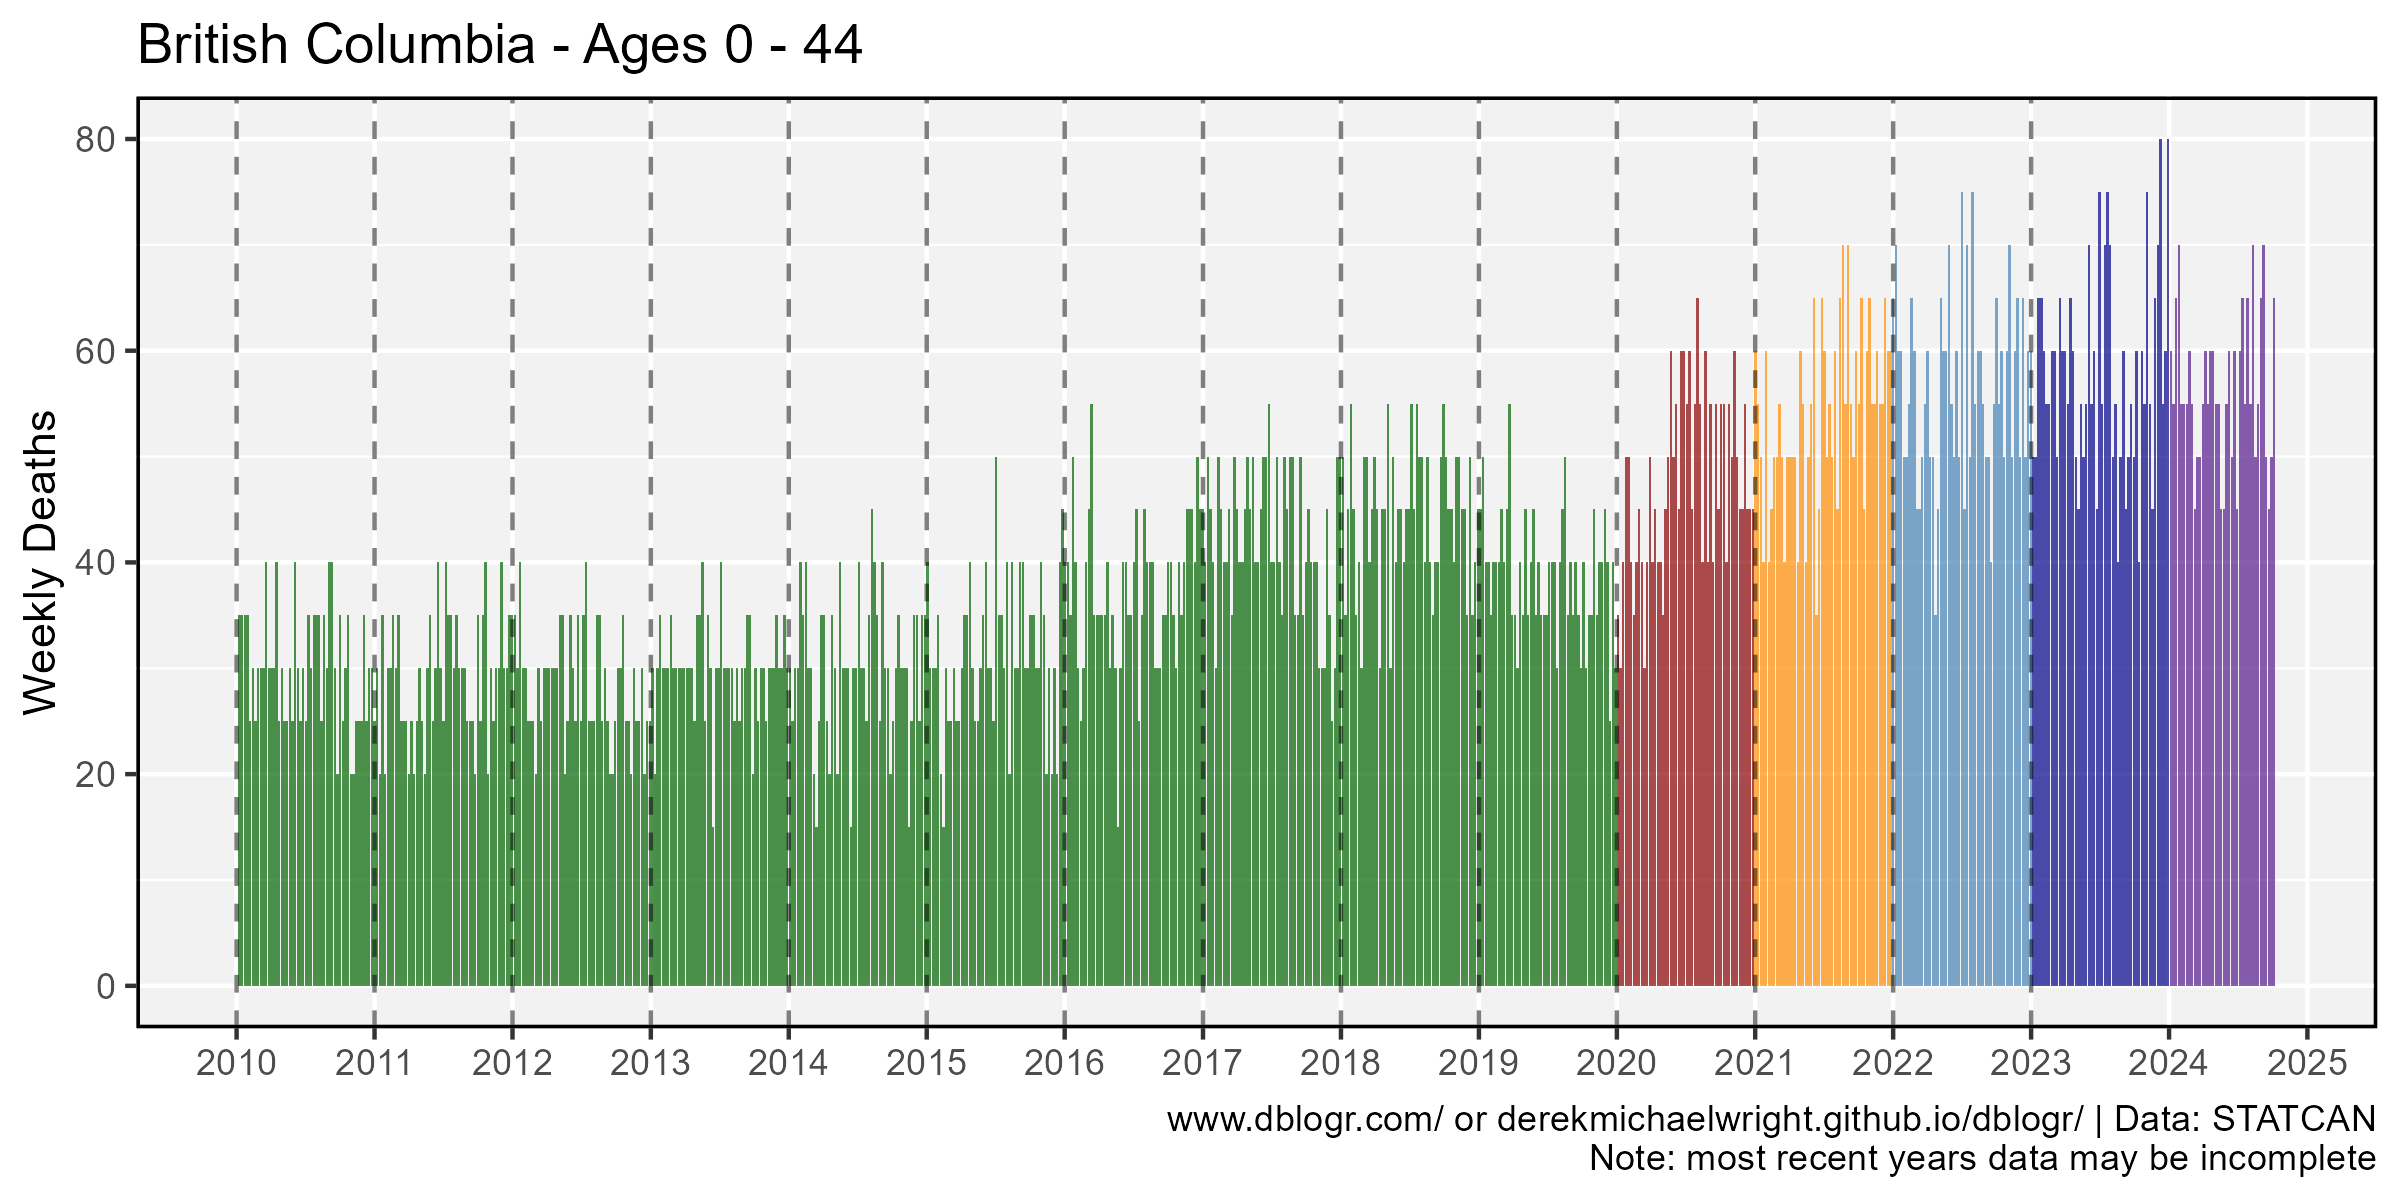 British Columbia - Ages 0 - 44
Weekly Deaths
80
60
40
20
0
2010 2011 2012 2013 2014 2015 2016 2017 2018 2019 2020 2021 2022 2023 2024 2025
www.dblogr.com/ or derekmichaelwright.github.io/dblogr/ | Data: STATCAN
Note: most recent years data may be incomplete